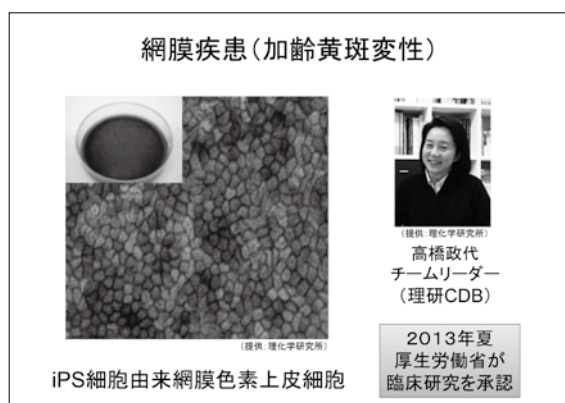 網膜疾患(加齢黄斑変性)
(提供:理化学研究所)
iPS細胞由来網膜色素上皮細胞
(提供:理化学研究所)
高橋政代
チームリーダー
(理研CDB)
2013年夏
厚生労働省が
臨床研究を承認